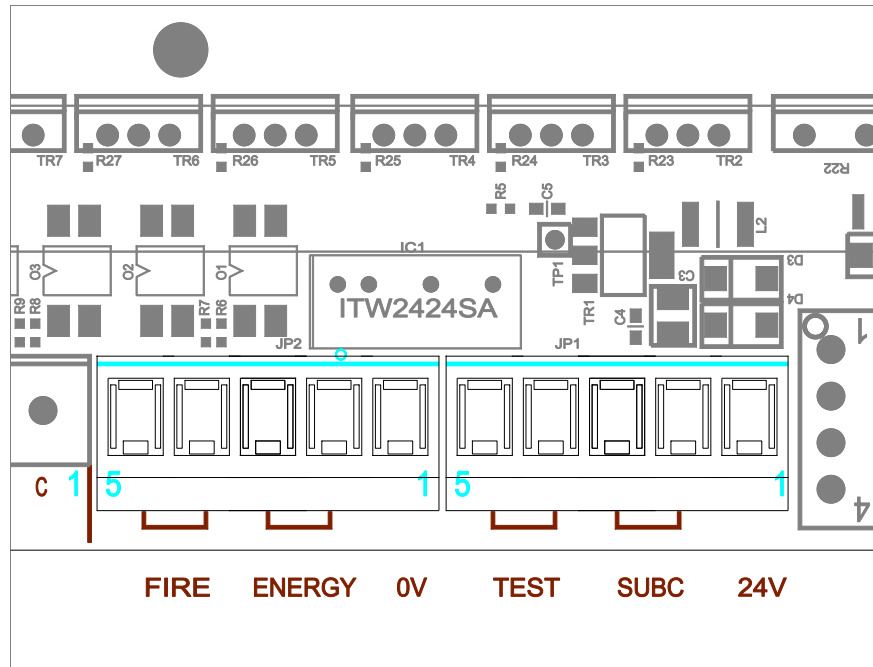 TR7 R27 TR6 R26 TR5 R25 TR4 R24 TR3 R23 TR2 R22
R5 C5
L2
IC1
O3 O2 O1 TP1 C3 D3
R9 R8 R7 R6 ITW2424SA TR1 C4 D4
1
JP2 JP1
C 1 5 1 5 1 4
FIRE ENERGY 0V TEST SUBC 24V